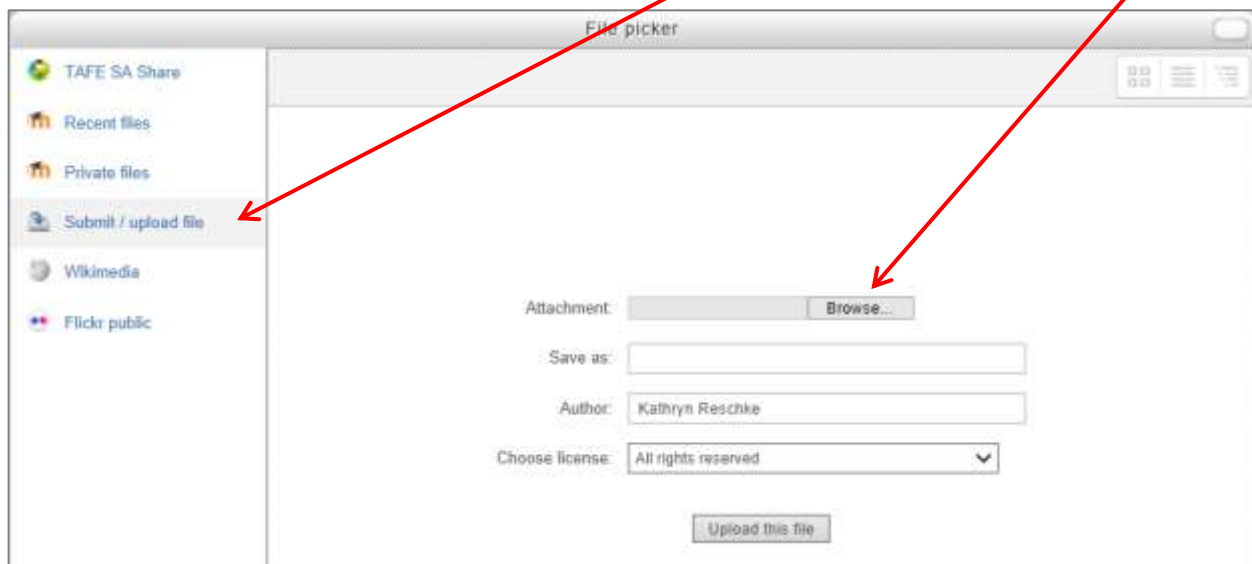 File picker
TAFE SA Share
Recent files
Private files
Submit / upload file
Wikimedia
Flickr public
Attachment:
Browse...
Save as:
Author: Kathryn Reschke
Choose license: All rights reserved
Upload this file